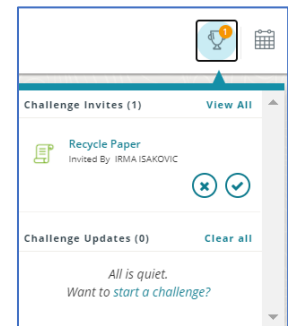 1
Challenge Invites (1) View All
Recycle Paper
Invited By IRMA ISAKOVIC
Challenge Updates (0) Clear all
All is quiet.
Want to start a challenge?